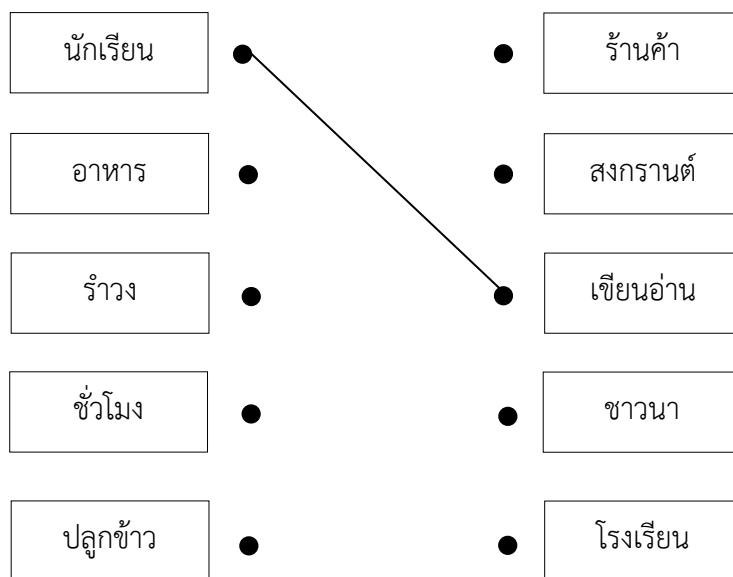 นักเรียน
ร้านค้า
อาหาร
สงกรานต์
รำวง
เขียนอ่าน
ชั่วโมง
ชาวนา
ปลูกข้าว
โรงเรียน